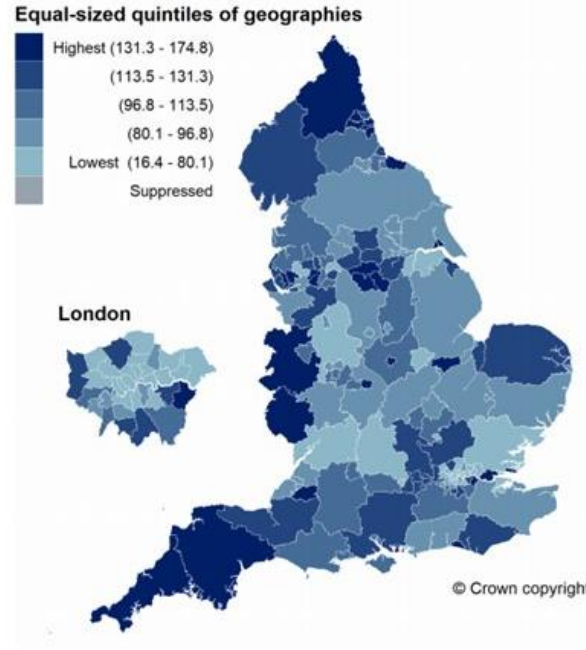 Equal-sized quintiles of geographies
Highest (131.3 - 174.8)
(113.5 - 131.3)
(96.8 - 113.5)
(80.1 - 96.8)
Lowest (16.4 - 80.1)
Suppressed
London
© Crown copyright